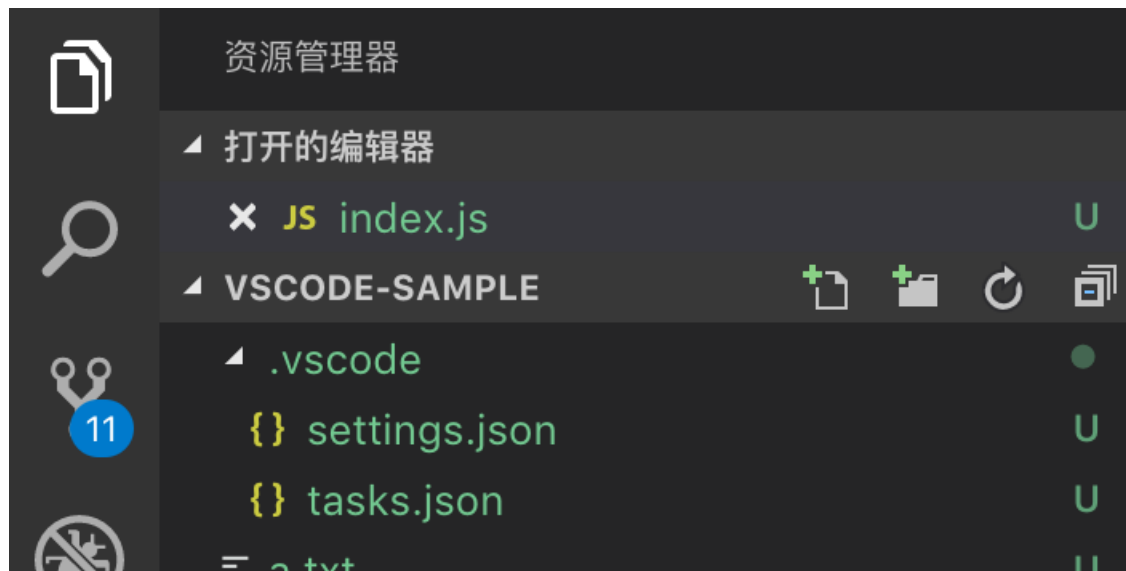 资源管理器
打开的编辑器
JS index.js U
VSCODE-SAMPLE
.vscode
11
{} settings.json U
{} tasks.json U
a.txt U